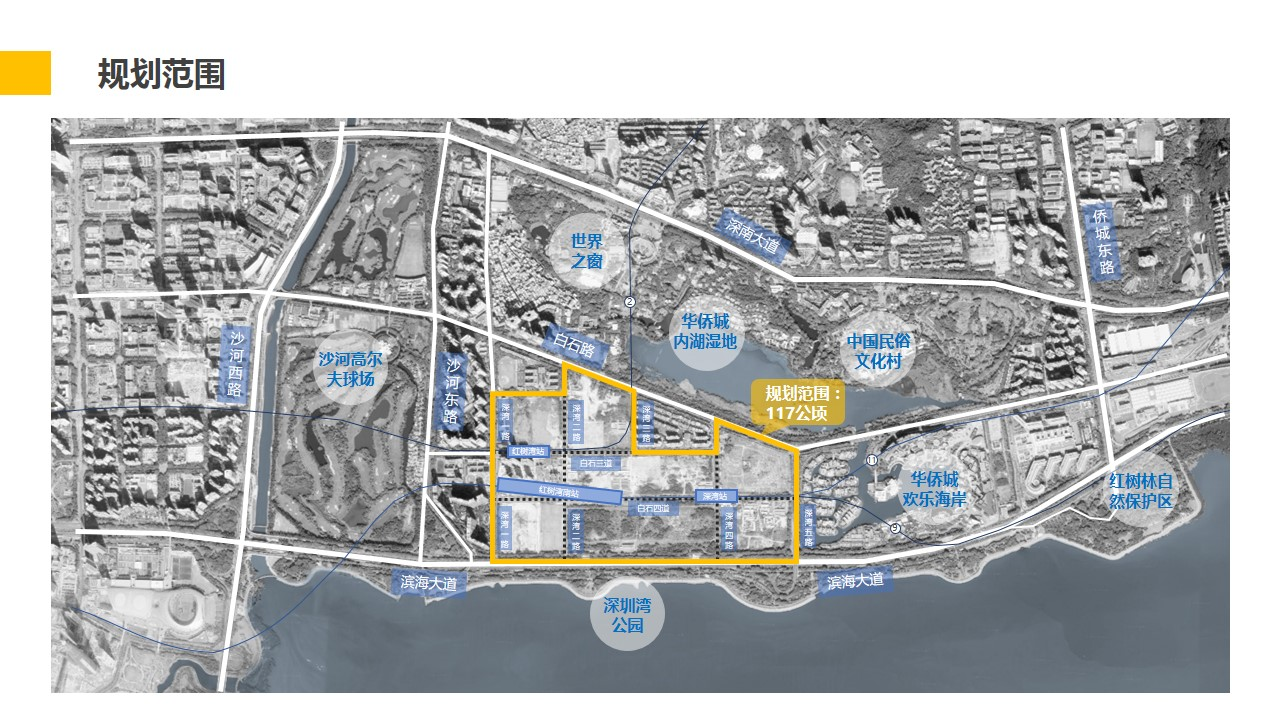 规划范围
深南大道
侨城东路
世界
之窗
2
华侨城
内湖湿地
中国民俗
文化村
白石路
沙河西路
沙河高尔
夫球场
沙河东路
规划范围：
117公顷
深湾一路
深湾二路
深湾三路
红树湾站
白石三道
11
华侨城
欢乐海岸
红树林自
然保护区
红树湾南站
深湾站
白石四道
深湾一路
深湾二路
深湾四路
深湾五路
9
滨海大道
滨海大道
深圳湾
公园